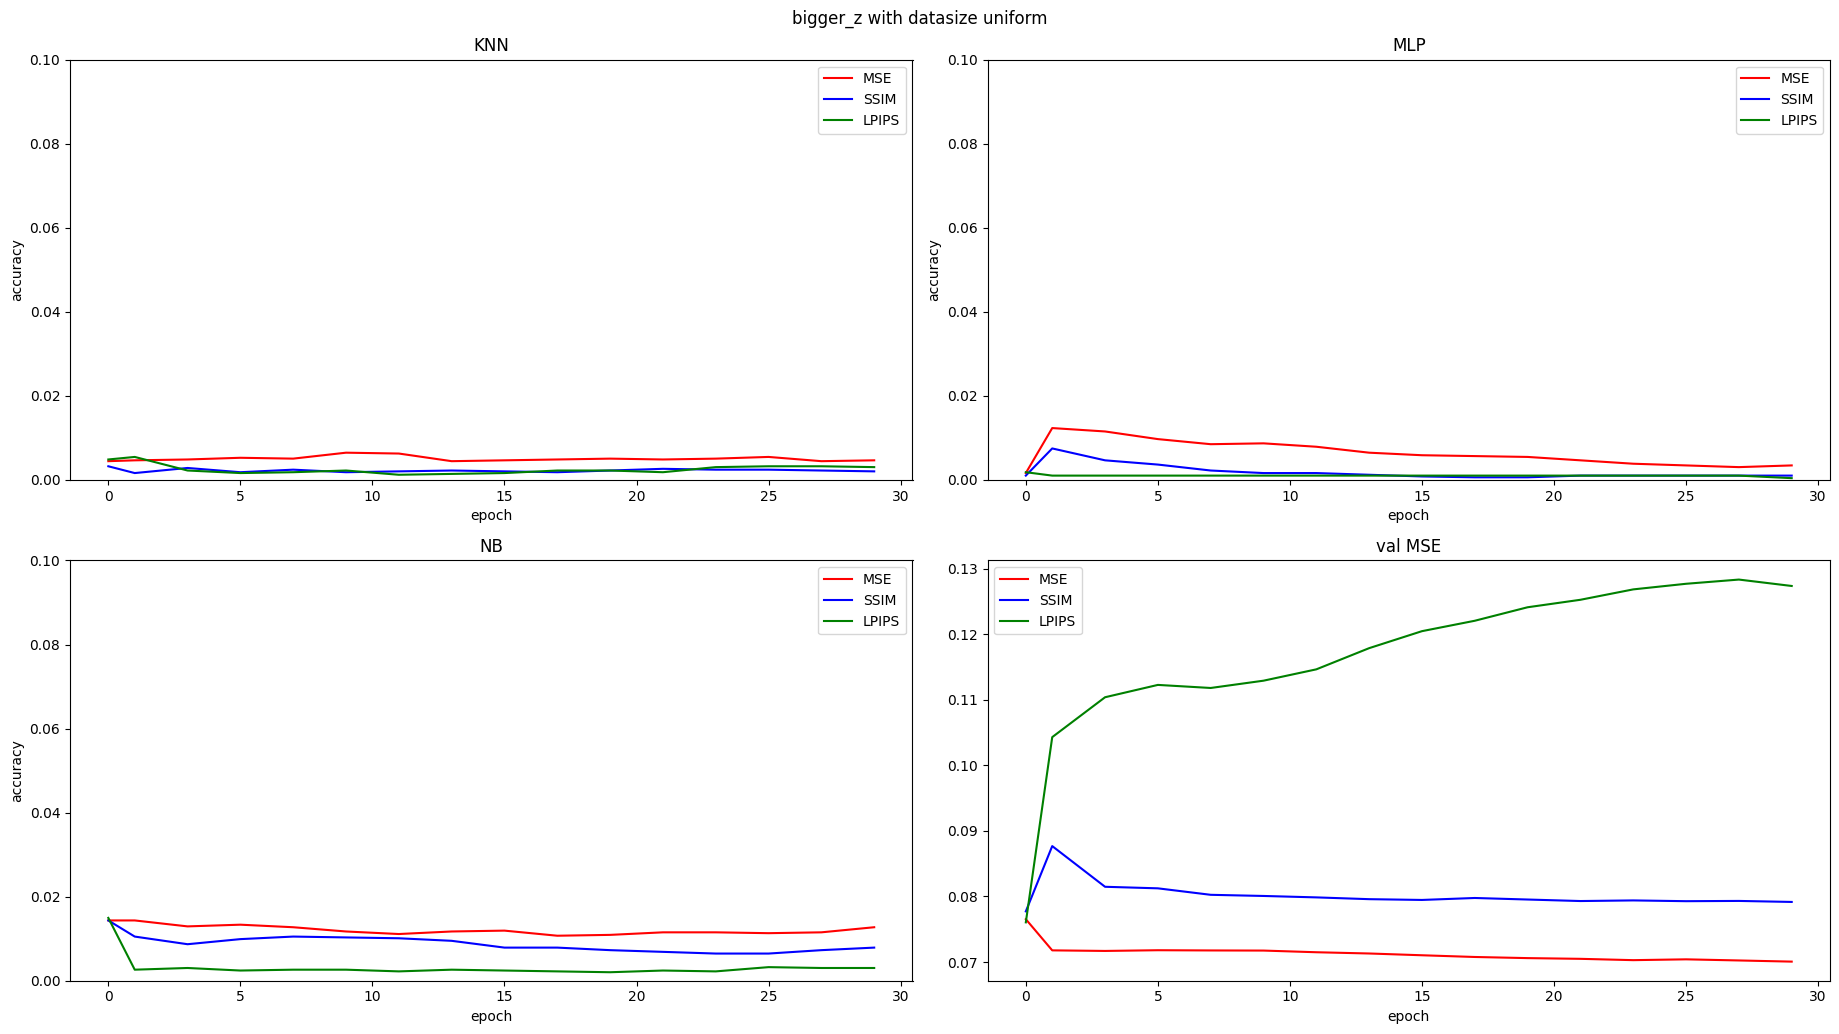 bigger_z with datasize uniform
KNN
0.10
0.08
0.06
0.04
0.02
0.00
accuracy
0 5 10 15 20 25 30
epoch
MSE
SSIM
LPIPS
MLP
0.10
0.08
0.06
0.04
0.02
0.00
accuracy
0 5 10 15 20 25 30
epoch
MSE
SSIM
LPIPS
NB
0.10
0.08
0.06
0.04
0.02
0.00
accuracy
0 5 10 15 20 25 30
epoch
MSE
SSIM
LPIPS
val MSE
0.13
0.12
0.11
0.10
0.09
0.08
0.07
0 5 10 15 20 25 30
epoch
MSE
SSIM
LPIPS